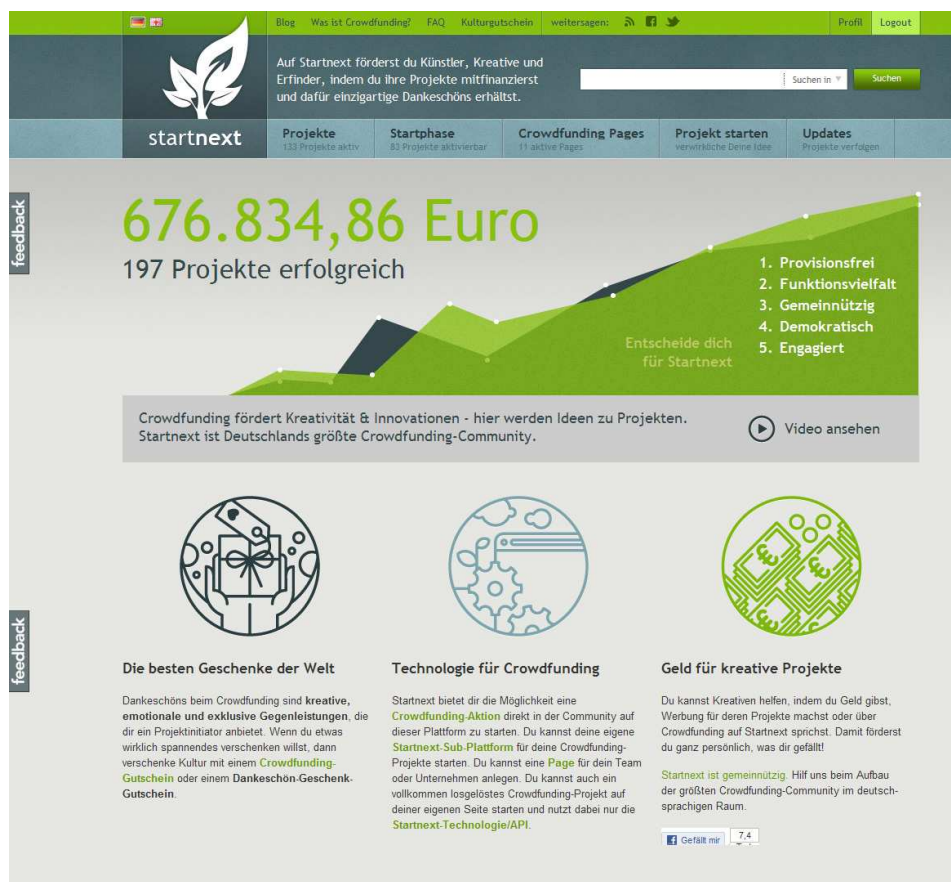 Blog Was ist Crowdfunding? FAQ Kulturgutschein weitersagen: Profil Logout
Auf Startnext förderst du Künstler, Kreative und
Erfinder, indem du ihre Projekte mitfinanzierst
und dafür einzigartige Dankeschöns erhältst.
Suchen in Suchen
startnext
Projekte Startphase Crowdfunding Pages Projekt starten Updates
133 Projekte aktiv 83 Projekte aktivierbar 11 aktive Pages verwirkliche Deine Idee Projekte verfolgen
feedback
676.834,86 Euro
197 Projekte erfolgreich
1. Provisionsfrei
2. Funktionsvielfalt
3. Gemeinnützig
4. Demokratisch
5. Engagiert
Entscheide dich
für Startnext
Crowdfunding fördert Kreativität & Innovationen - hier werden Ideen zu Projekten.
Startnext ist Deutschlands größte Crowdfunding-Community.
Video ansehen
feedback
Die besten Geschenke der Welt
Dankeschöns beim Crowdfunding sind kreative,
emotionale und exklusive Gegenleistungen, die
dir ein Projektinitiator anbietet. Wenn du etwas
wirklich spannendes verschenken willst, dann
verschenke Kultur mit einem Crowdfunding-
Gutschein oder einem Dankeschön-Geschenk-
Gutschein.
Technologie für Crowdfunding
Startnext bietet dir die Möglichkeit eine
Crowdfunding-Aktion direkt in der Community auf
dieser Plattform zu starten. Du kannst deine eigene
Startnext-Sub-Plattform für deine Crowdfunding-
Projekte starten. Du kannst eine Page für dein Team
oder Unternehmen anlegen. Du kannst auch ein
vollkommen losgelöstes Crowdfunding-Projekt auf
deiner eigenen Seite starten und nutzt dabei nur die
Startnext-Technologie/API.
Geld für kreative Projekte
Du kannst Kreativen helfen, indem du Geld gibst,
Werbung für deren Projekte machst oder über
Crowdfunding auf Startnext sprichst. Damit förderst
du ganz persönlich, was dir gefällt!
Startnext ist gemeinnützig. Hilf uns beim Aufbau
der größten Crowdfunding-Community im deutsch-
sprachigen Raum.
Gefällt mir 7,4